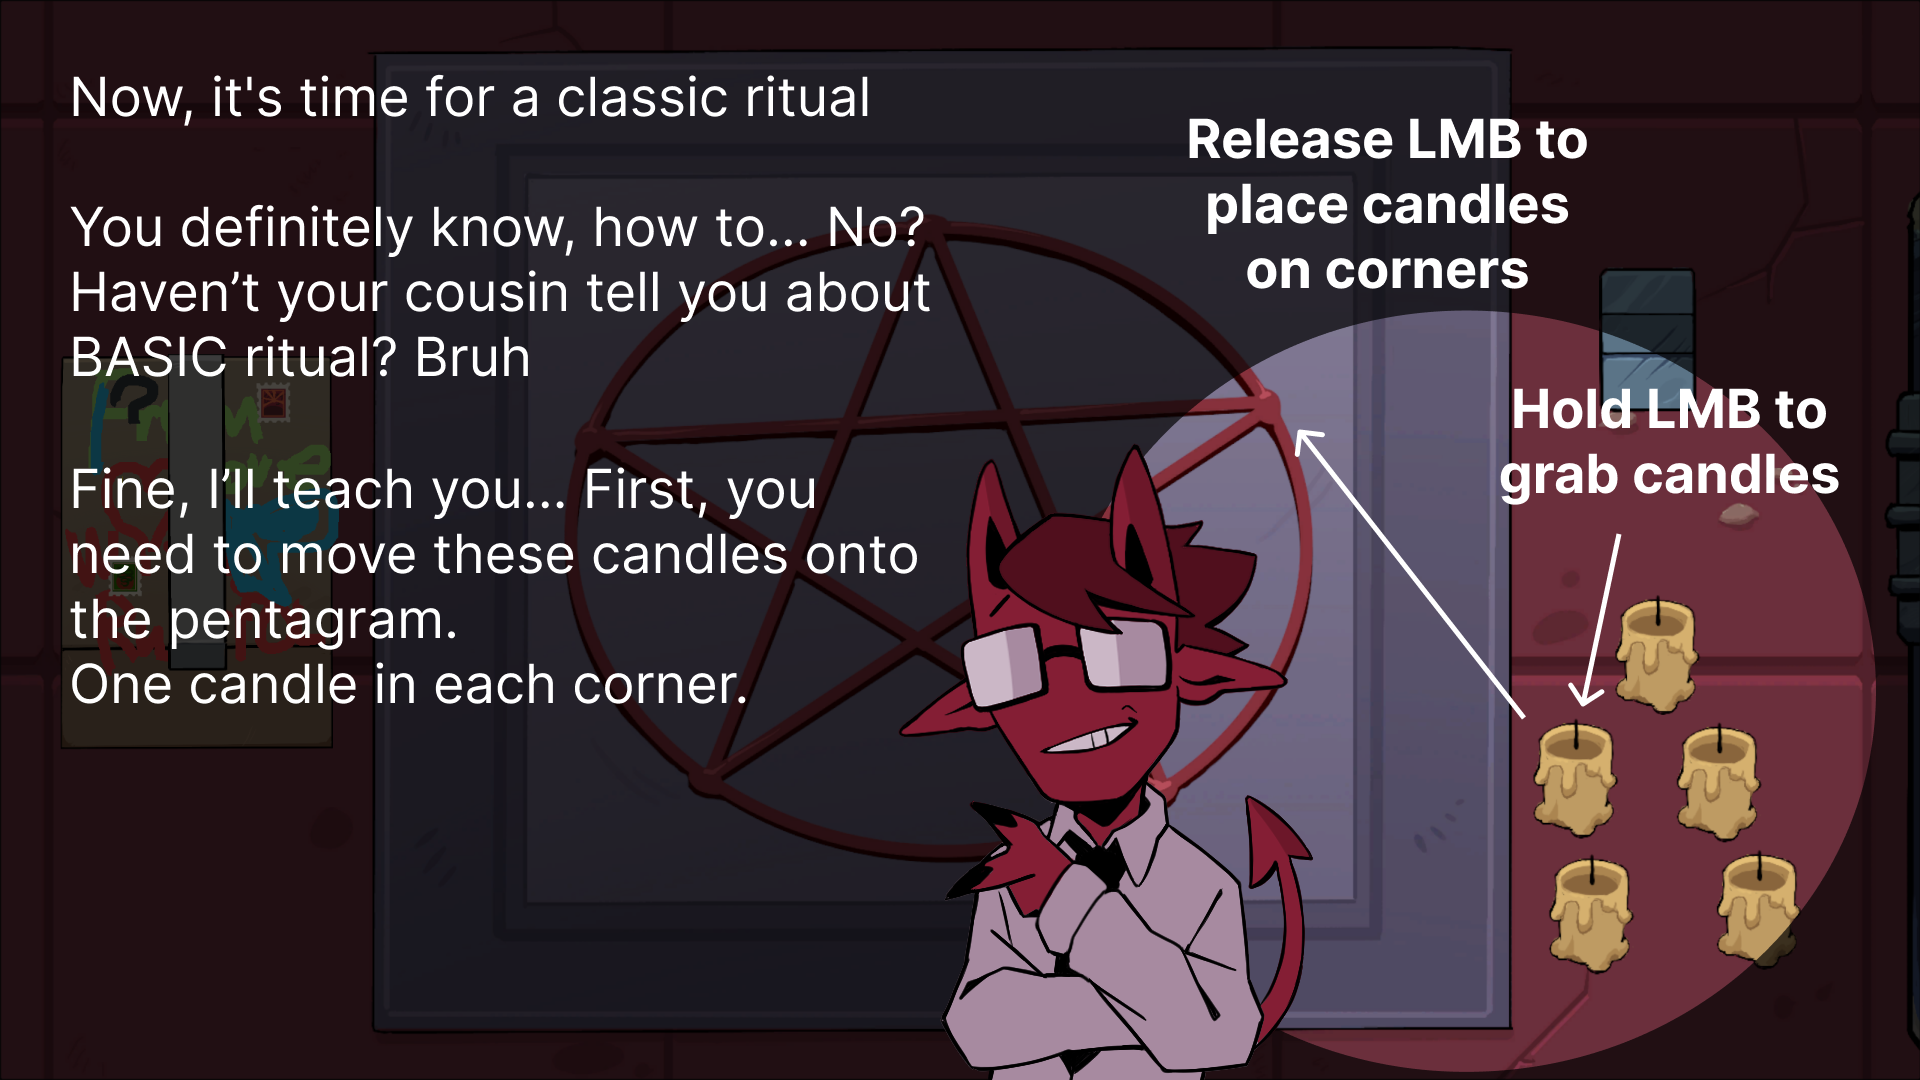 Now, it's time for a classic ritual
You definitely know, how to... No?
Haven’t your cousin tell you about
BASIC ritual? Bruh
Fine, I’ll teach you... First, you
need to move these candles onto
the pentagram.
One candle in each corner.
Release LMB to
place candles
on corners
Hold LMB to
grab candles